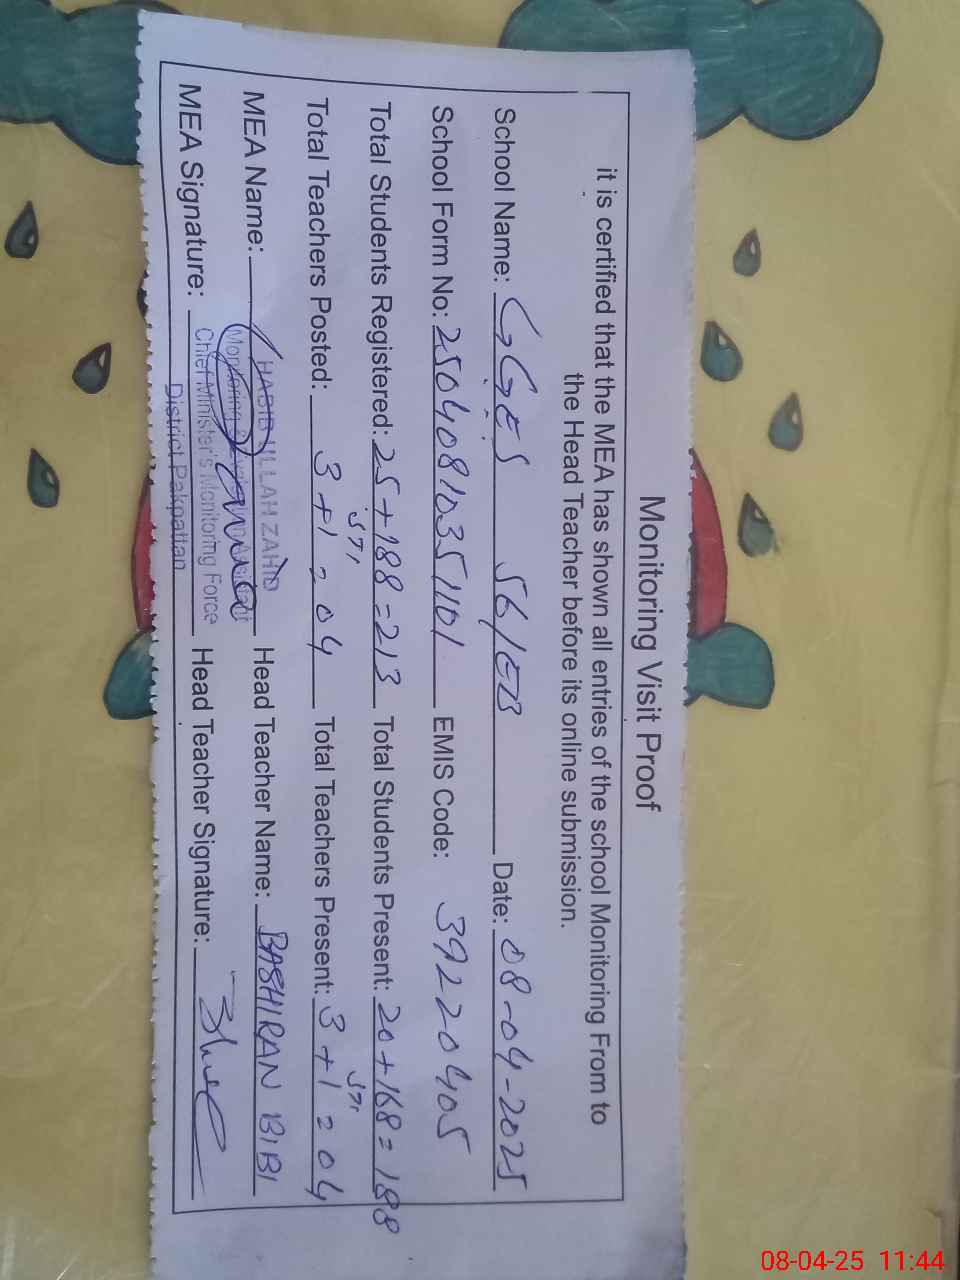 Monitoring Visit Proof
it is certified that the MEA has shown all entries of the school Monitoring From to
the Head Teacher before its online submission.
School Name: GGES 56/EB Date: 08-04-2025
School Form No: 25040810351101 EMIS Code: 39220405
Total Students Registered: 25+188=213 Total Students Present: 20+168=188
Total Teachers Posted: 3+1=04 Total Teachers Present: 3+1=04
MEA Name: HABIB ULLAH ZAHID Head Teacher Name: BASHIRAN BIBI
Monitoring & Assistant
MEA Signature: Chief Minister's Monitoring Force Head Teacher Signature:
District Pakpattan
08-04-25 11:44